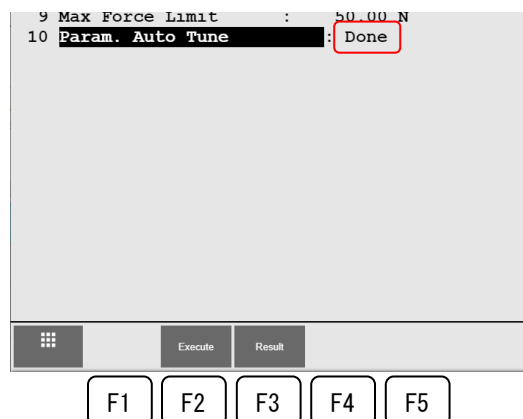 9 Max Force Limit : 50.00 N
10 Param. Auto Tune : Done
Execute Result
F1 F2 F3 F4 F5